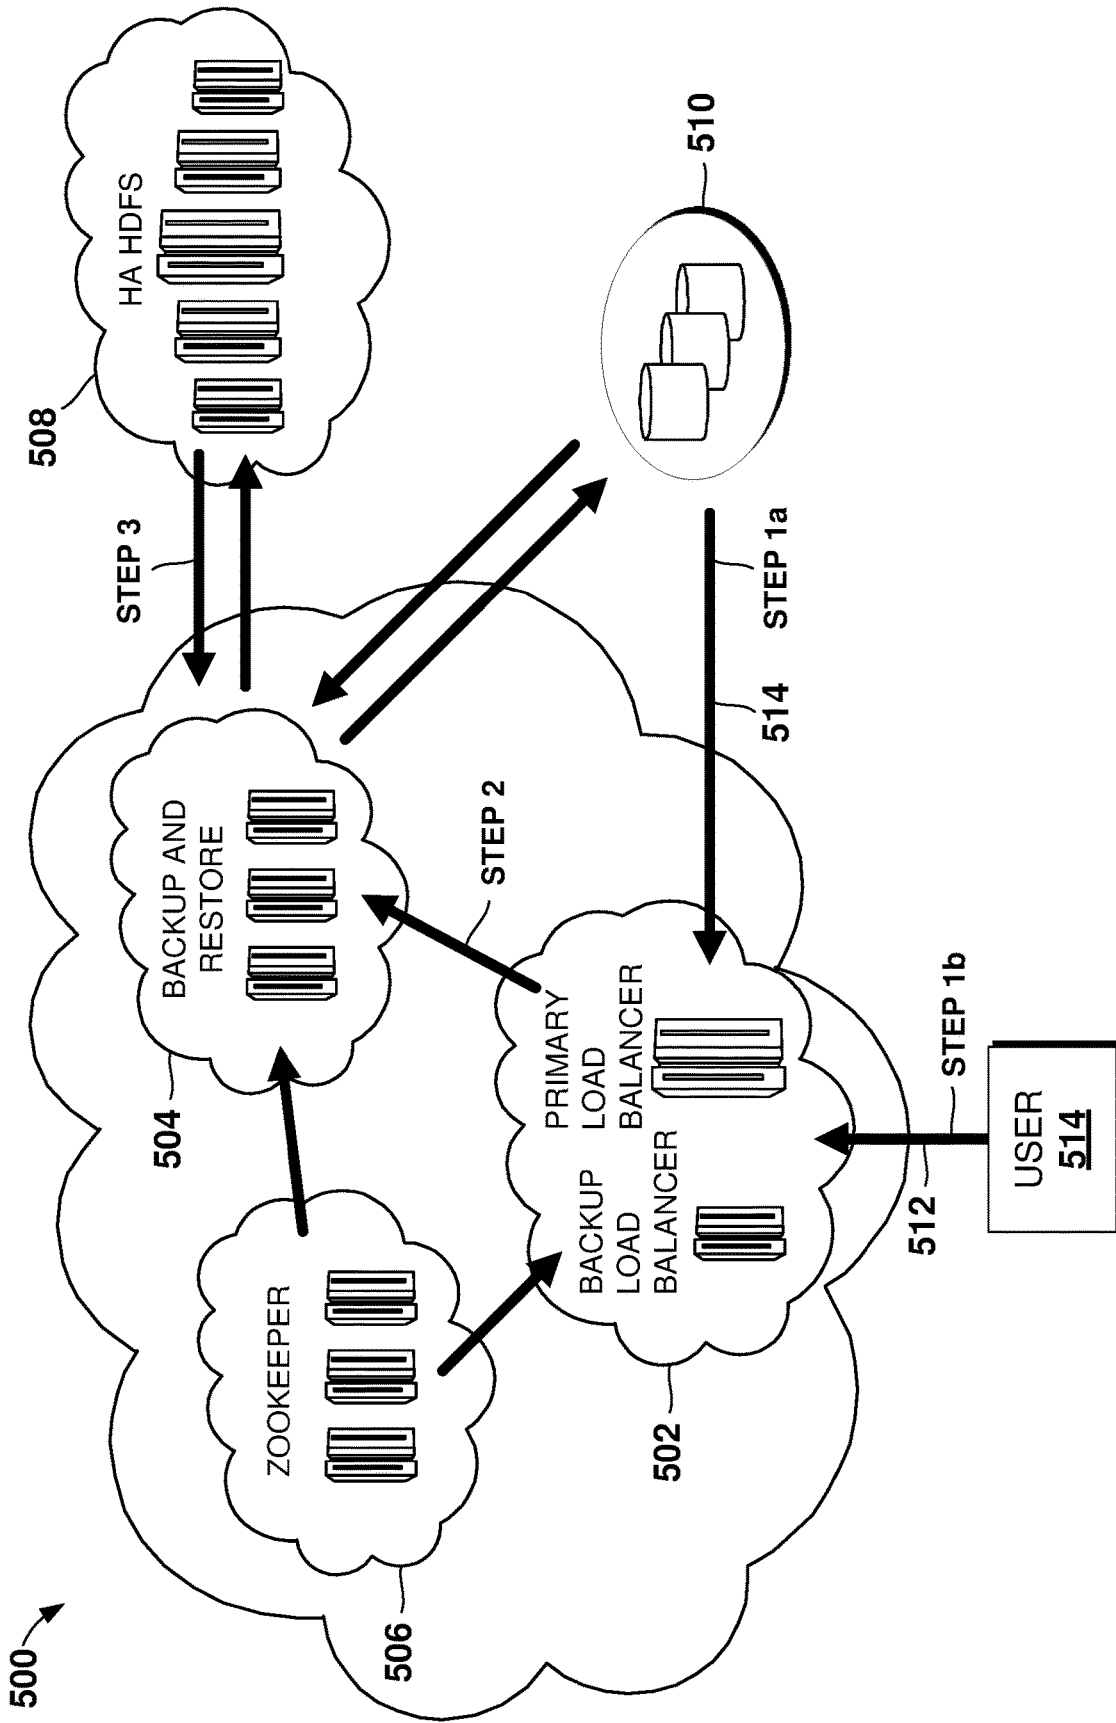 500
506
ZOOKEEPER
504
BACKUP AND
RESTORE
STEP 3
508
HA HDFS
STEP 2
502
BACKUP
LOAD
BALANCER
PRIMARY
LOAD
BALANCER
514
STEP 1a
510
512
STEP 1b
USER
514